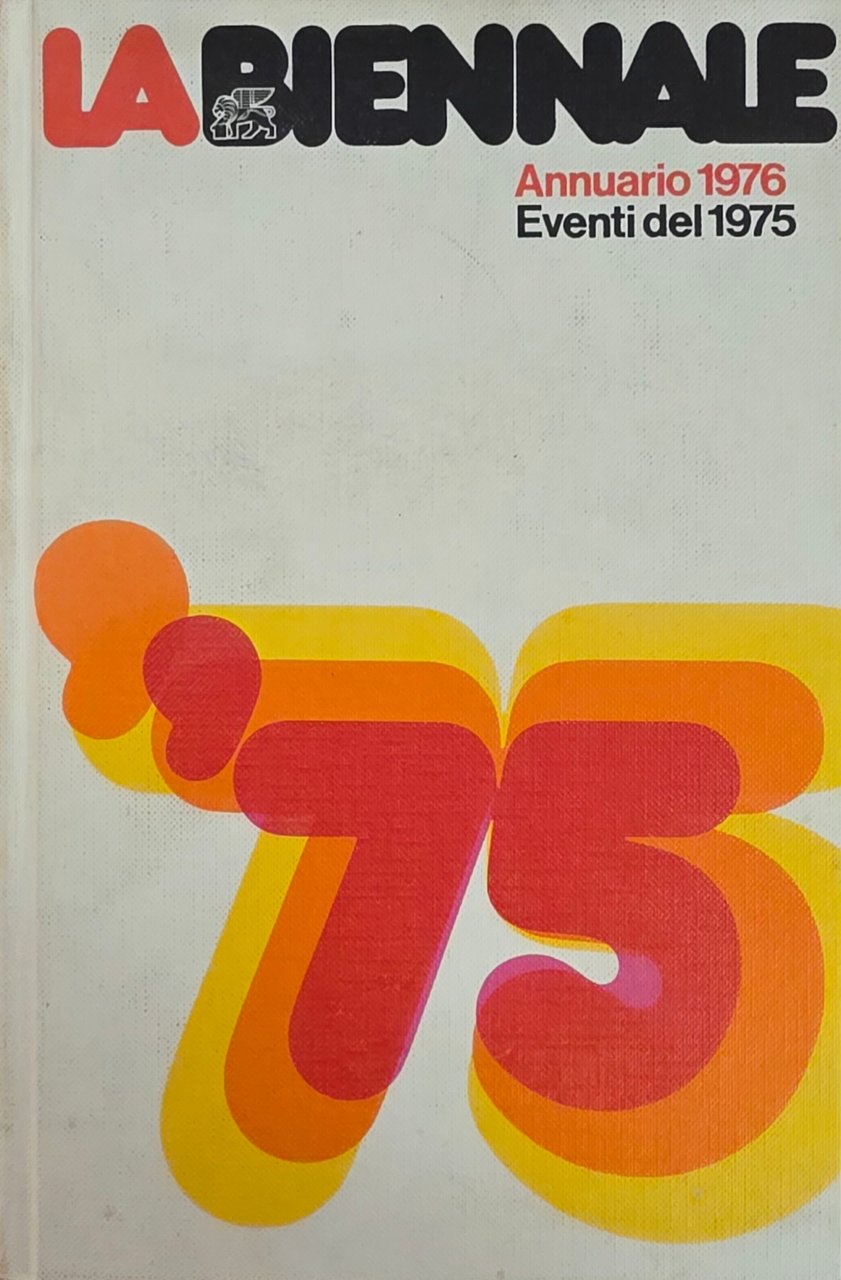 LA BIENNALE
Annuario 1976
Eventi del 1975
'75